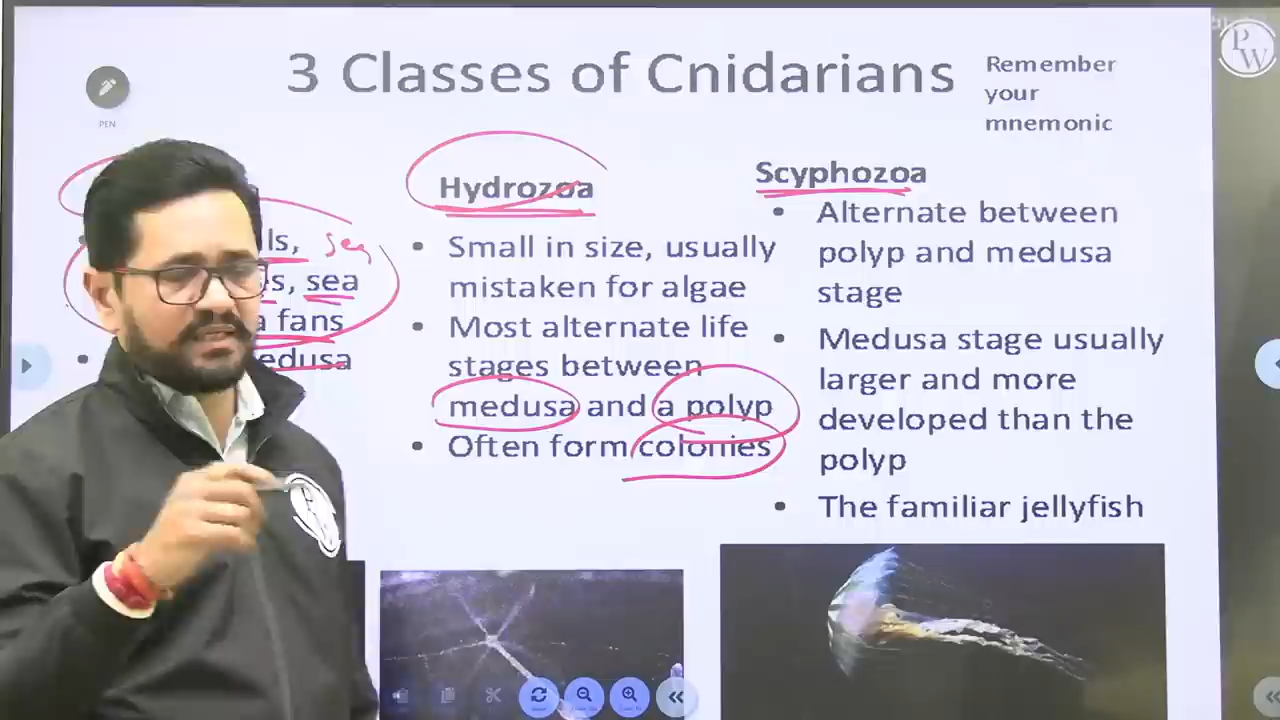 3 Classes of Cnidarians
Remember
your
mnemonic
PW
PEN
ls, sea
s, sea
a fans
edusa
Hydrozoa
• Small in size, usually
mistaken for algae
• Most alternate life
stages between
medusa and a polyp
• Often form colonies
Scyphozoa
• Alternate between
polyp and medusa
stage
• Medusa stage usually
larger and more
developed than the
polyp
• The familiar jellyfish